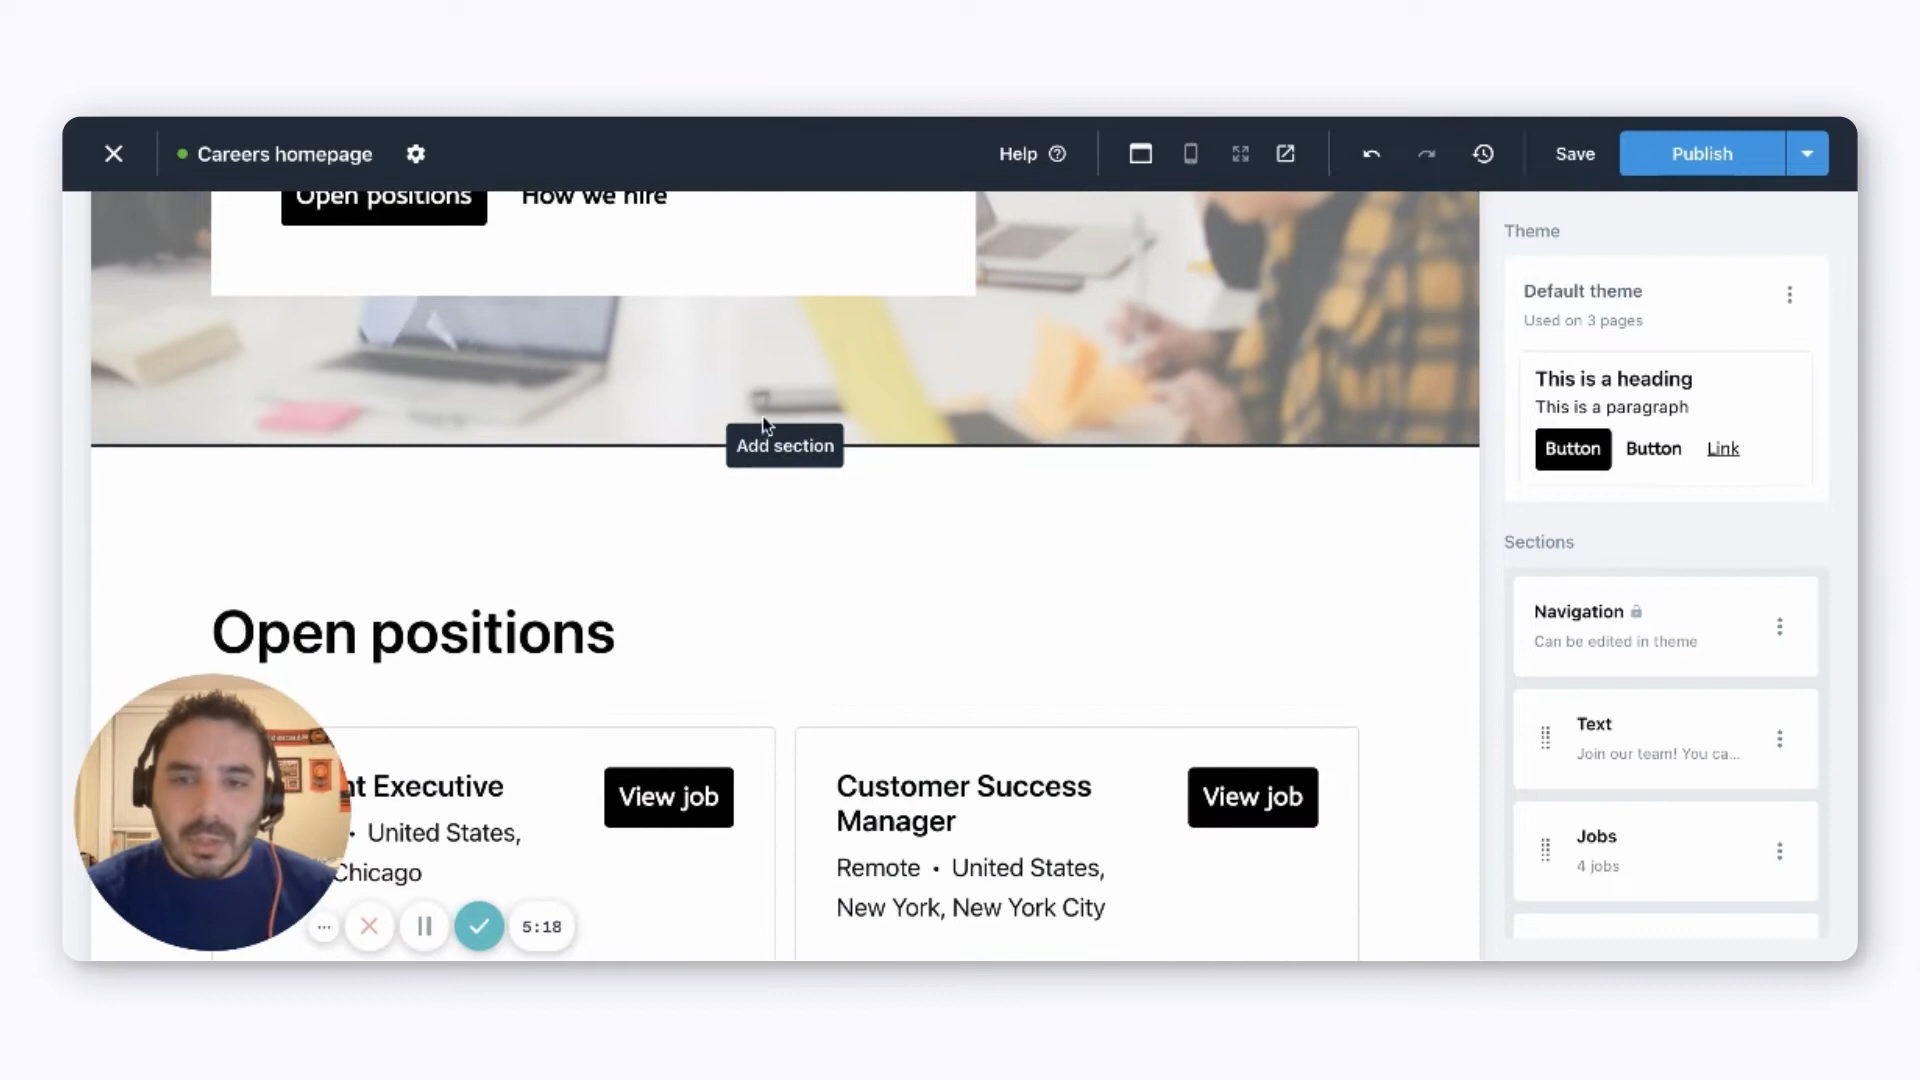 Careers homepage
Help
Save
Publish
Open positions
How we hire
Add section
Open positions
nt Executive
• United States,
Chicago
View job
Customer Success
Manager
Remote • United States,
New York, New York City
View job
5:18
Theme
Default theme
Used on 3 pages
This is a heading
This is a paragraph
Button
Button
Link
Sections
Navigation
Can be edited in theme
Text
Join our team! You ca...
Jobs
4 jobs